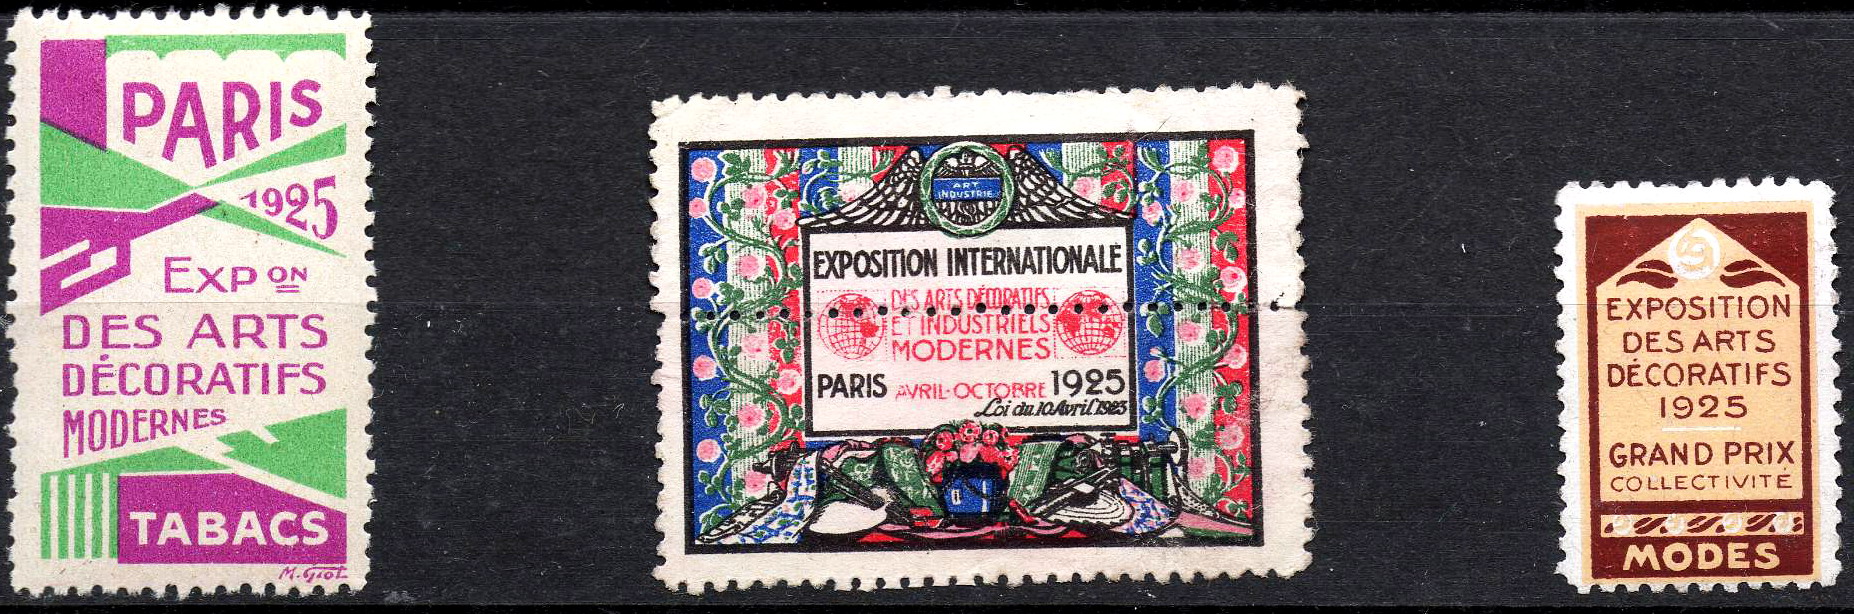 PARIS
1925
EXPON
DES ARTS
DÉCORATIFS
MODERNES
TABACS
M. Giot
ART
INDUSTRIE
EXPOSITION INTERNATIONALE
DES ARTS DÉCORATIFS
ET INDUSTRIELS
MODERNES
PARIS AVRIL-OCTOBRE 1925
Loi du 10 Avril 1923
EXPOSITION
DES ARTS
DÉCORATIFS
1925
GRAND PRIX
COLLECTIVITÉ
MODES